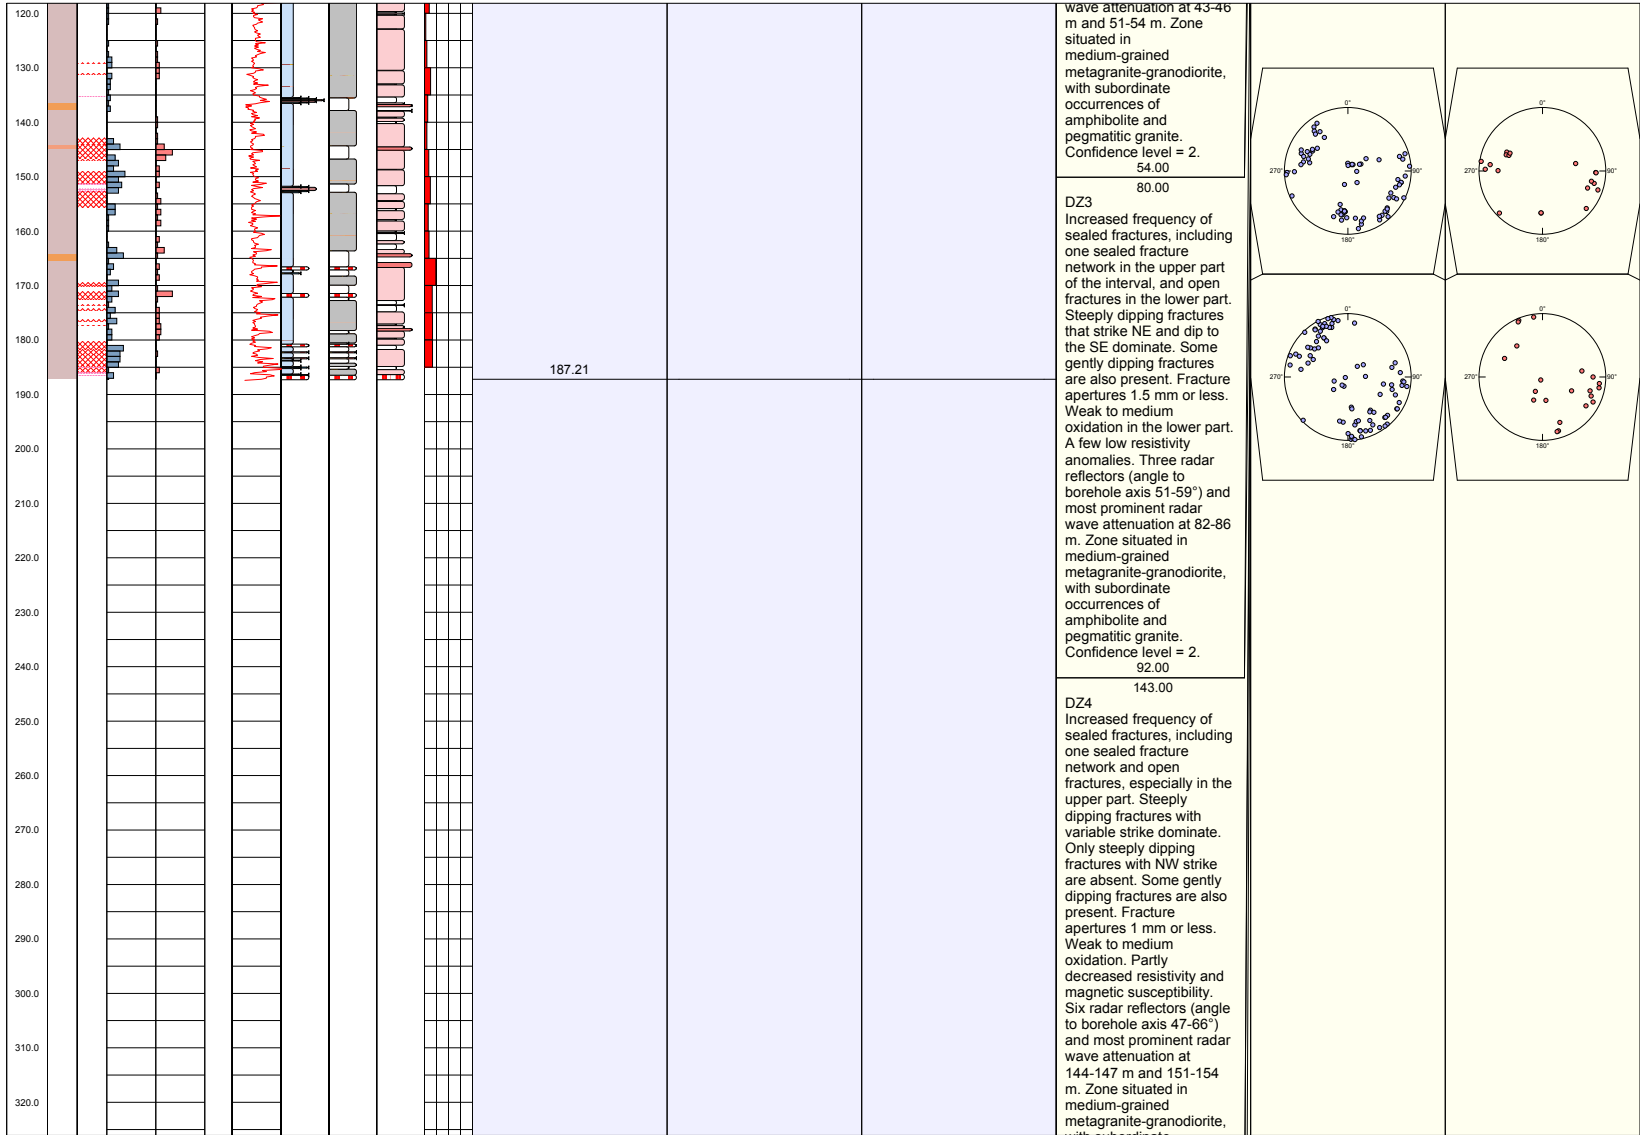 120.0
130.0
140.0
150.0
160.0
170.0
180.0
190.0
200.0
210.0
220.0
230.0
240.0
250.0
260.0
270.0
280.0
290.0
300.0
310.0
320.0
187.21
wave attenuation at 43-46
m and 51-54 m. Zone
situated in
medium-grained
metagranite-granodiorite,
with subordinate
occurrences of
amphibolite and
pegmatitic granite.
Confidence level = 2.
54.00
80.00
DZ3
Increased frequency of
sealed fractures, including
one sealed fracture
network in the upper part
of the interval, and open
fractures in the lower part.
Steeply dipping fractures
that strike NE and dip to
the SE dominate. Some
gently dipping fractures
are also present. Fracture
apertures 1.5 mm or less.
Weak to medium
oxidation in the lower part.
A few low resistivity
anomalies. Three radar
reflectors (angle to
borehole axis 51-59°) and
most prominent radar
wave attenuation at 82-86
m. Zone situated in
medium-grained
metagranite-granodiorite,
with subordinate
occurrences of
amphibolite and
pegmatitic granite.
Confidence level = 2.
92.00
143.00
DZ4
Increased frequency of
sealed fractures, including
one sealed fracture
network and open
fractures, especially in the
upper part. Steeply
dipping fractures with
variable strike dominate.
Only steeply dipping
fractures with NW strike
are absent. Some gently
dipping fractures are also
present. Fracture
apertures 1 mm or less.
Weak to medium
oxidation. Partly
decreased resistivity and
magnetic susceptibility.
Six radar reflectors (angle
to borehole axis 47-66°)
and most prominent radar
wave attenuation at
144-147 m and 151-154
m. Zone situated in
medium-grained
metagranite-granodiorite,
with subordinate
0°
90°
180°
270°
0°
90°
180°
270°
0°
90°
180°
270°
0°
90°
180°
270°